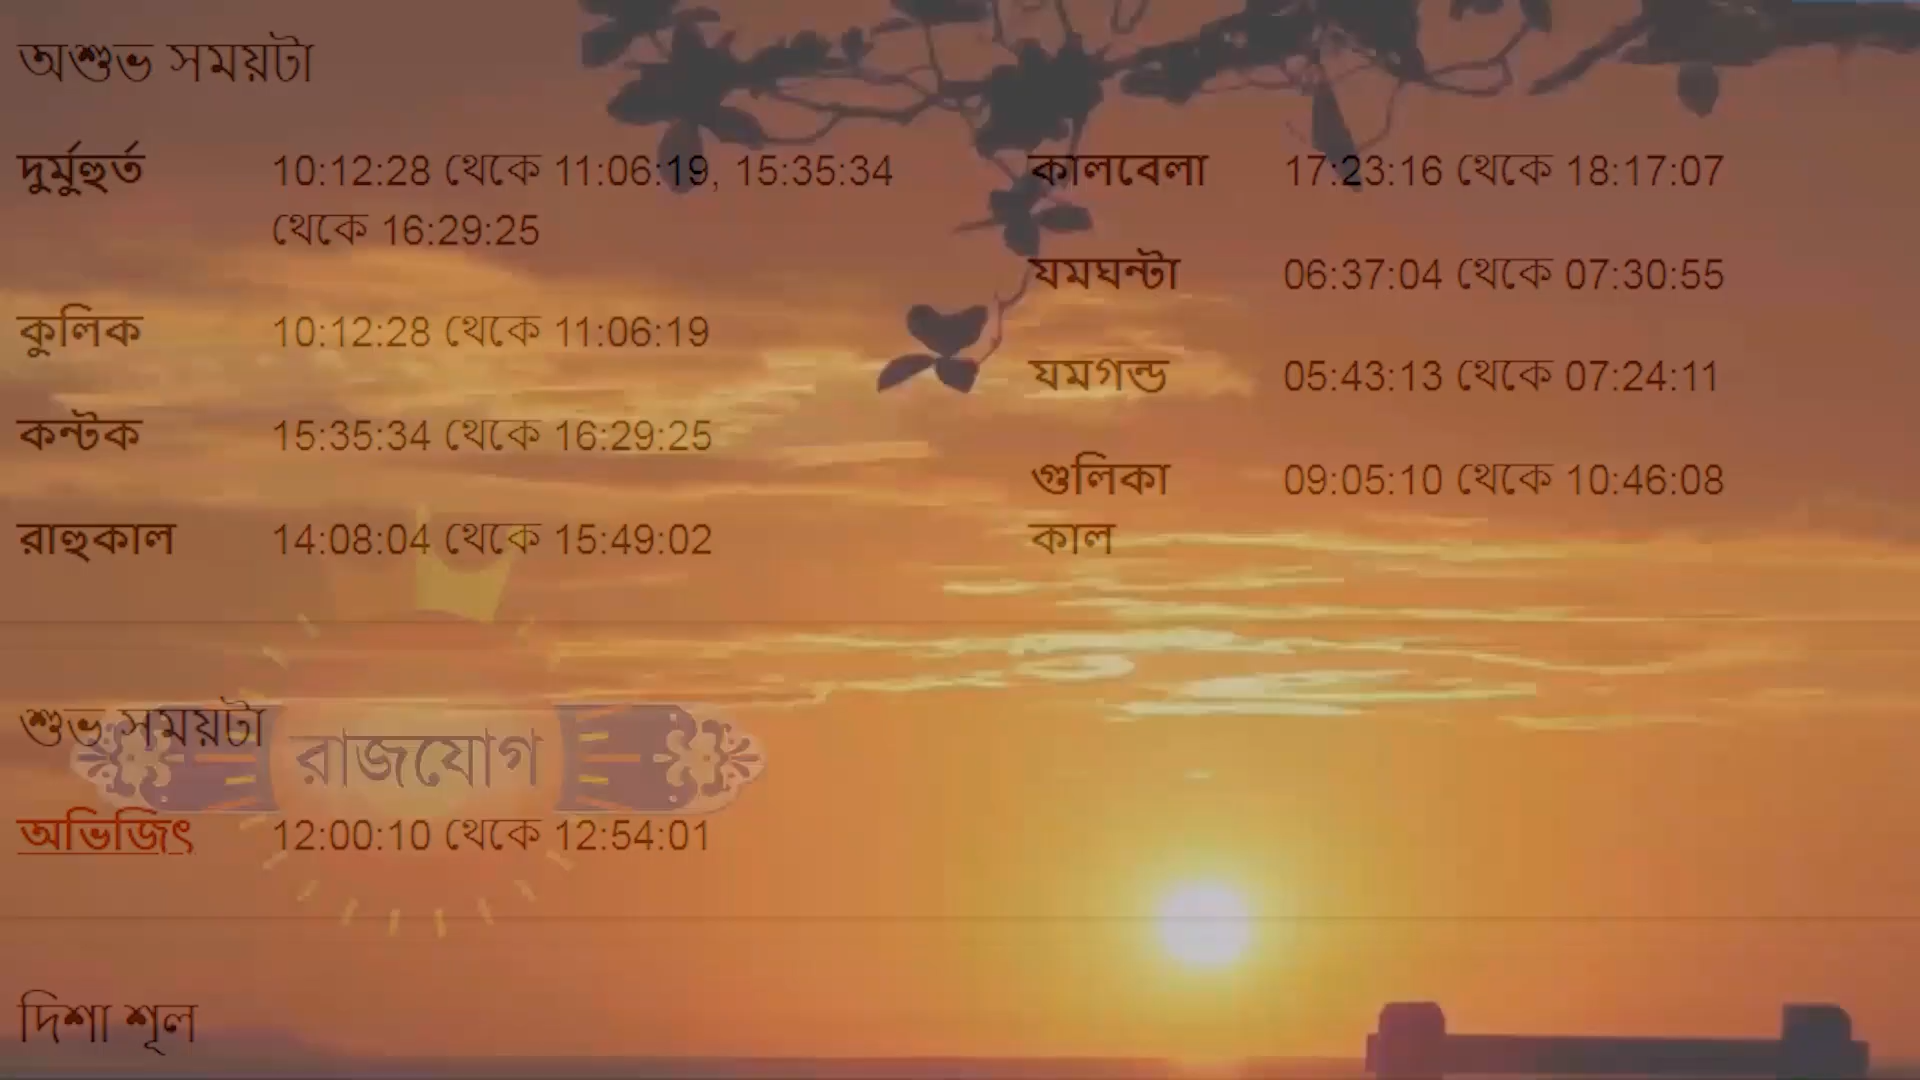 অশুভ সময়টা
দুর্মুহুর্ত 10:12:28 থেকে 11:06:19, 15:35:34
থেকে 16:29:25
কুলিক 10:12:28 থেকে 11:06:19
কন্টক 15:35:34 থেকে 16:29:25
রাহুকাল 14:08:04 থেকে 15:49:02
কালবেলা 17:23:16 থেকে 18:17:07
যমঘন্টা 06:37:04 থেকে 07:30:55
যমগন্ড 05:43:13 থেকে 07:24:11
গুলিকা 09:05:10 থেকে 10:46:08
কাল
শুভ সময়টা
রাজযোগ
অভিজিৎ 12:00:10 থেকে 12:54:01
দিশা শূল